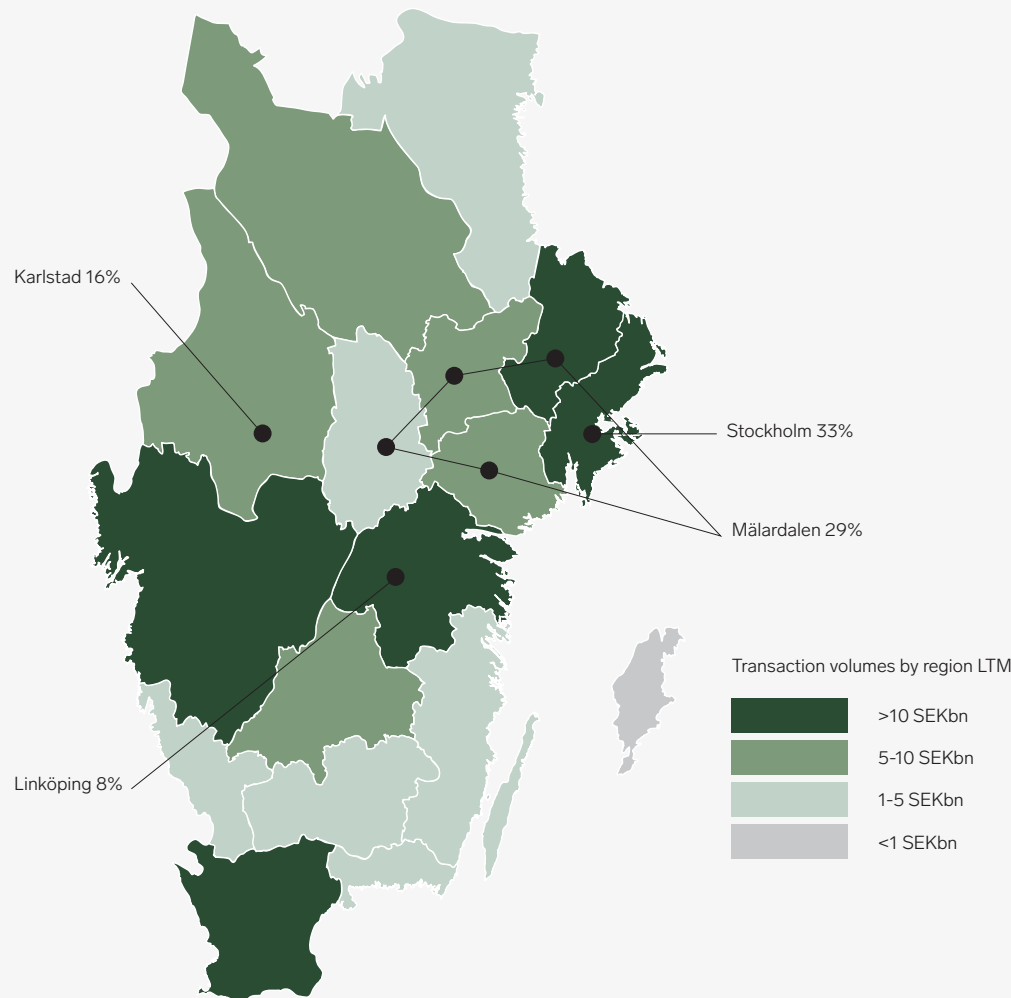 Karlstad 16%
Stockholm 33%
Mälardalen 29%
Linköping 8%
Transaction volumes by region LTM
>10 SEKbn
5-10 SEKbn
1-5 SEKbn
<1 SEKbn